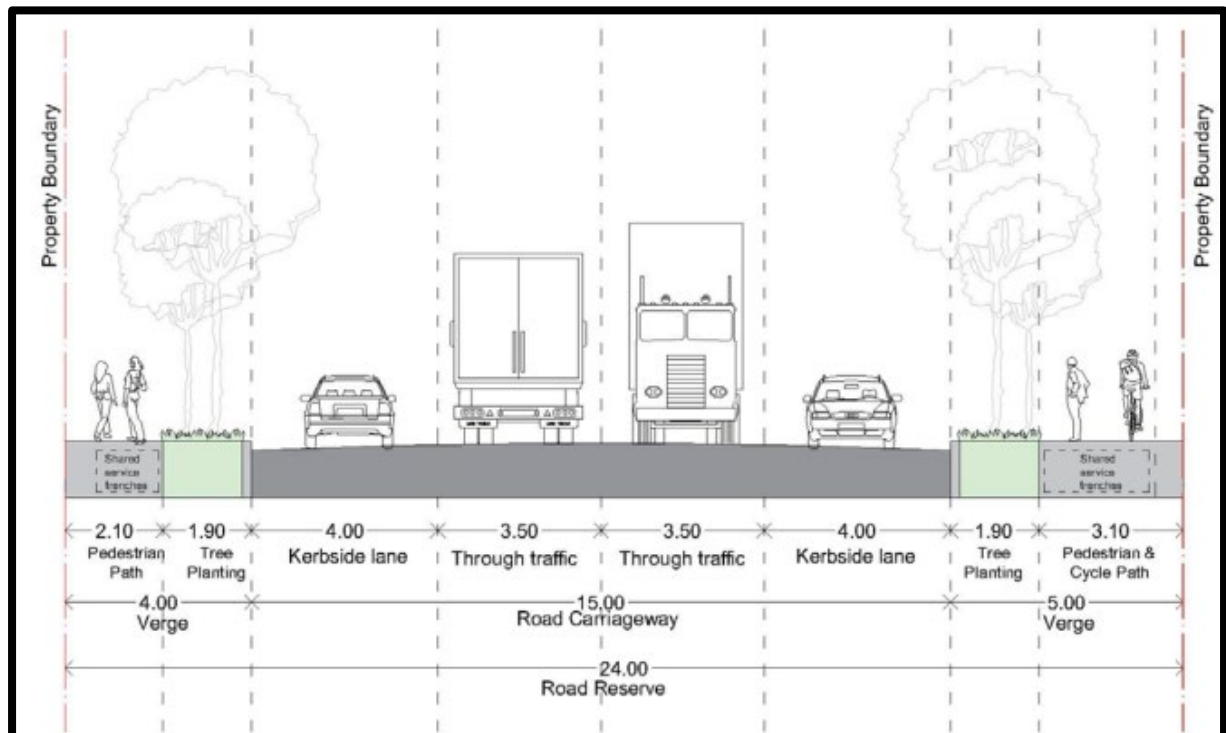 Property Boundary
Property Boundary
Shared
service
trenches
Shared
service
trenches
2.10
1.90
4.00
3.50
3.50
4.00
1.90
3.10
Pedestrian
Path
Tree
Planting
Kerbside lane
Through traffic
Through traffic
Kerbside lane
Tree
Planting
Pedestrian &
Cycle Path
4.00
Verge
15.00
Road Carriageway
5.00
Verge
24.00
Road Reserve